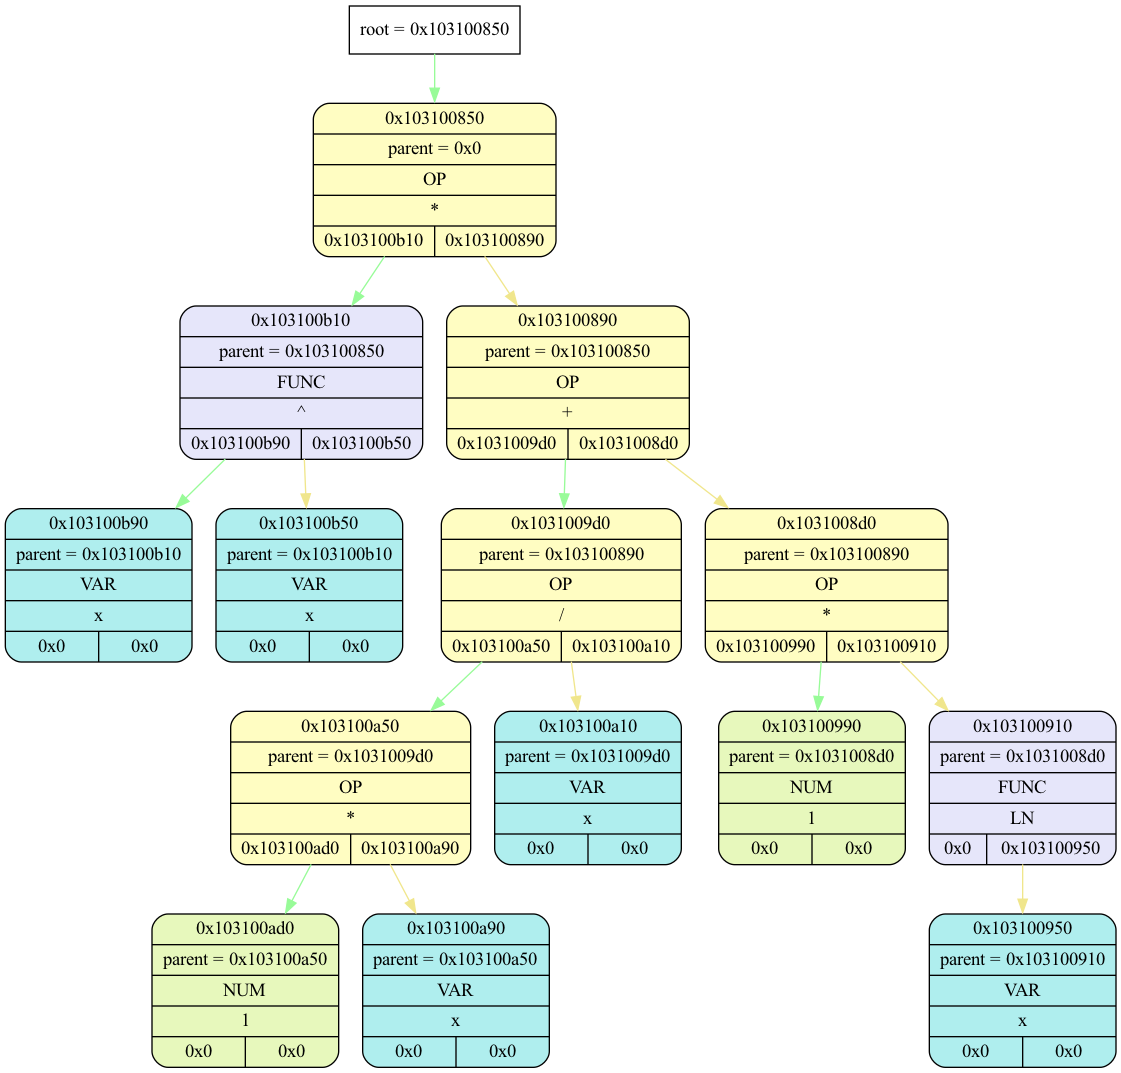 root = 0x103100850
0x103100850
parent = 0x0
OP
*
0x103100b10 0x103100890
0x103100b10
parent = 0x103100850
FUNC
^
0x103100b90 0x103100b50
0x103100890
parent = 0x103100850
OP
+
0x1031009d0 0x1031008d0
0x103100b90
parent = 0x103100b10
VAR
x
0x0 0x0
0x103100b50
parent = 0x103100b10
VAR
x
0x0 0x0
0x1031009d0
parent = 0x103100890
OP
/
0x103100a50 0x103100a10
0x1031008d0
parent = 0x103100890
OP
*
0x103100990 0x103100910
0x103100a50
parent = 0x1031009d0
OP
*
0x103100ad0 0x103100a90
0x103100a10
parent = 0x1031009d0
VAR
x
0x0 0x0
0x103100990
parent = 0x1031008d0
NUM
1
0x0 0x0
0x103100910
parent = 0x1031008d0
FUNC
LN
0x0 0x103100950
0x103100ad0
parent = 0x103100a50
NUM
1
0x0 0x0
0x103100a90
parent = 0x103100a50
VAR
x
0x0 0x0
0x103100950
parent = 0x103100910
VAR
x
0x0 0x0